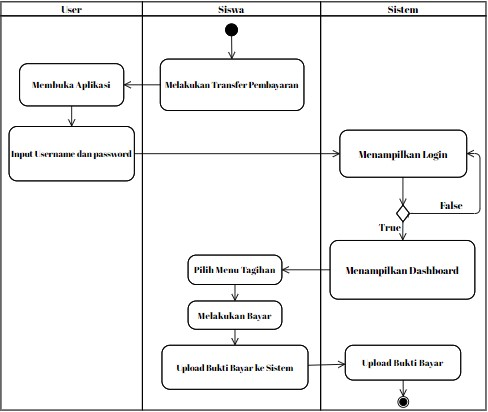 User
Siswa
Sistem
Membuka Aplikasi
Melakukan Transfer Pembayaran
Input Username dan password
Menampilkan Login
False
True
Pilih Menu Tagihan
Menampilkan Dashboard
Melakukan Bayar
Upload Bukti Bayar ke Sistem
Upload Bukti Bayar